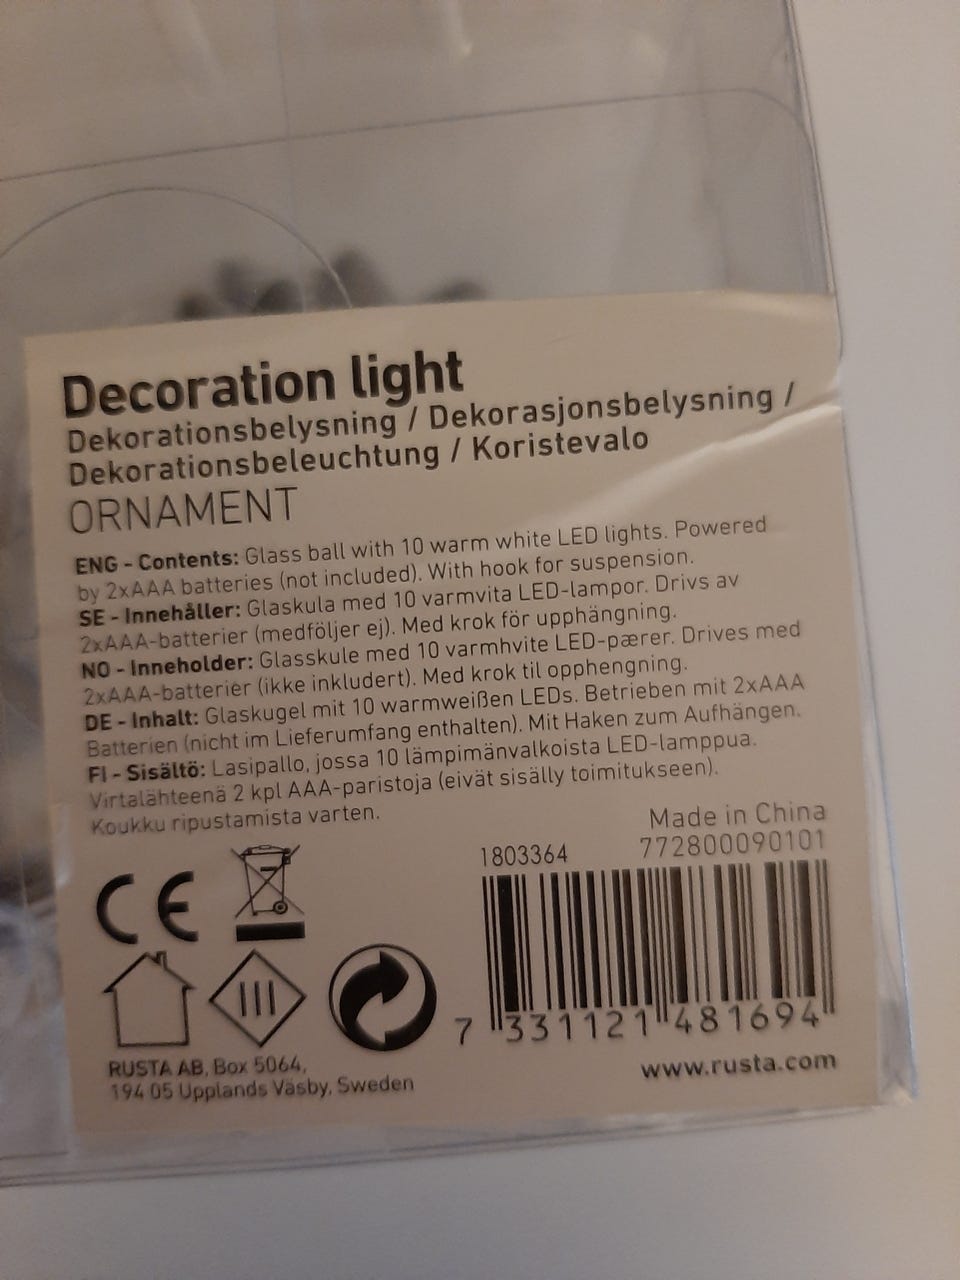 Decoration light
Dekorationsbelysning / Dekorasjonsbelysning /
Dekorationsbeleuchtung / Koristevalo
ORNAMENT
ENG - Contents: Glass ball with 10 warm white LED lights. Powered
by 2xAAA batteries (not included). With hook for suspension.
SE - Innehåller: Glaskula med 10 varmvita LED-lampor. Drivs av
2xAAA-batterier (medföljer ej). Med krok för upphängning.
NO - Inneholder: Glasskule med 10 varmhvite LED-pærer. Drives med
2xAAA-batterier (ikke inkludert). Med krok til opphengning.
DE - Inhalt: Glaskugel mit 10 warmweißen LEDs. Betrieben mit 2xAAA
Batterien (nicht im Lieferumfang enthalten). Mit Haken zum Aufhängen.
FI - Sisältö: Lasipallo, jossa 10 lämpimänvalkoista LED-lamppua.
Virtalähteenä 2 kpl AAA-paristoja (eivät sisälly toimitukseen).
Koukku ripustamista varten.
Made in China
1803364 772800090101
CE
III
7 331121 481694
RUSTA AB, Box 5064,
194 05 Upplands Väsby, Sweden
www.rusta.com